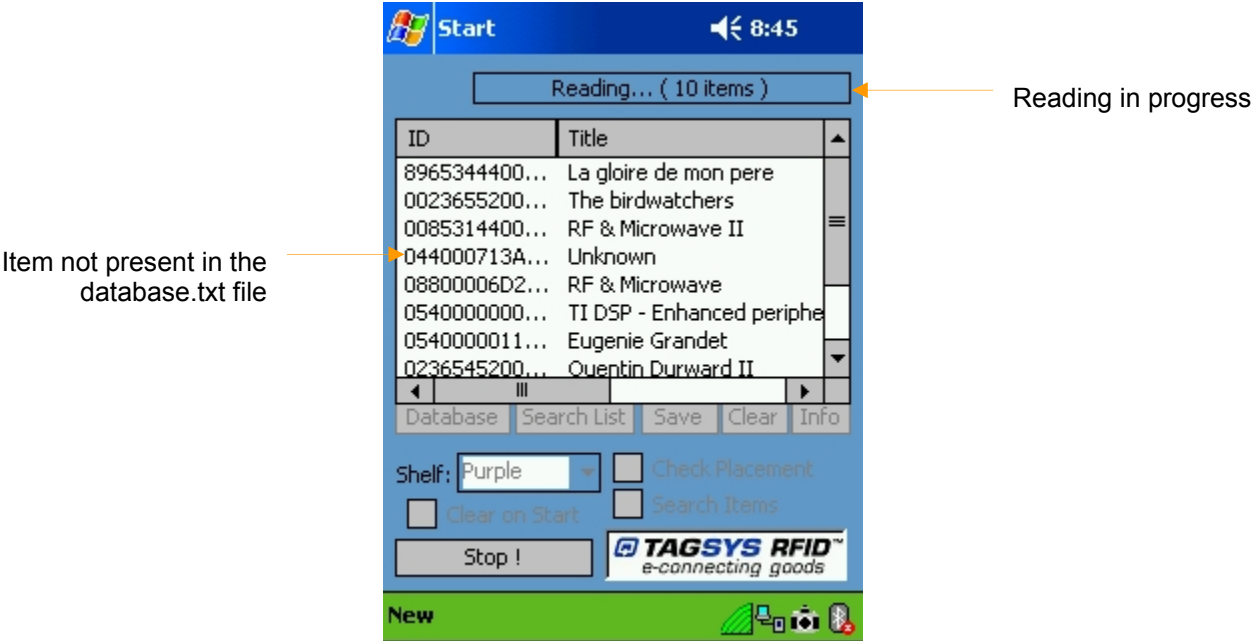 Start 8:45
Reading... ( 10 items )
Reading in progress
ID Title
8965344400... La gloire de mon pere
0023655200... The birdwatchers
0085314400... RF & Microwave II
044000713A... Unknown
Item not present in the
database.txt file
08800006D2... RF & Microwave
0540000000... TI DSP - Enhanced periphe
0540000011... Eugenie Grandet
0236545200... Quentin Durward II
Database Search List Save Clear Info
Shelf: Purple Check Placement
Clear on Start Search Items
Stop ! TAGSYS RFID™
e-connecting goods
New